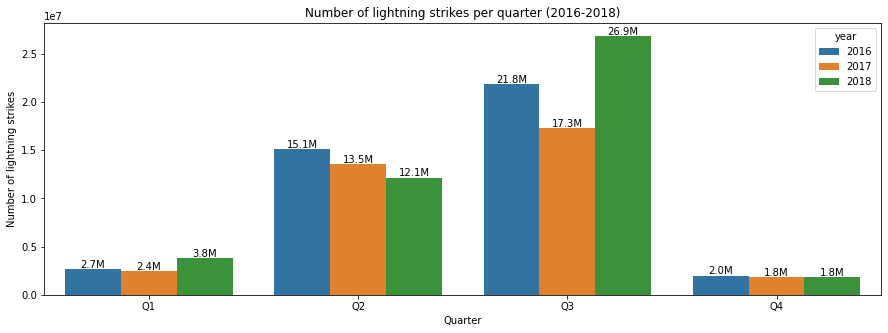 Number of lightning strikes per quarter (2016-2018)
1e7
year
2016
2017
2018
Number of lightning strikes
2.5
2.0
1.5
1.0
0.5
0.0
2.7M
2.4M
3.8M
15.1M
13.5M
12.1M
21.8M
17.3M
26.9M
2.0M
1.8M
1.8M
Q1
Q2
Q3
Q4
Quarter